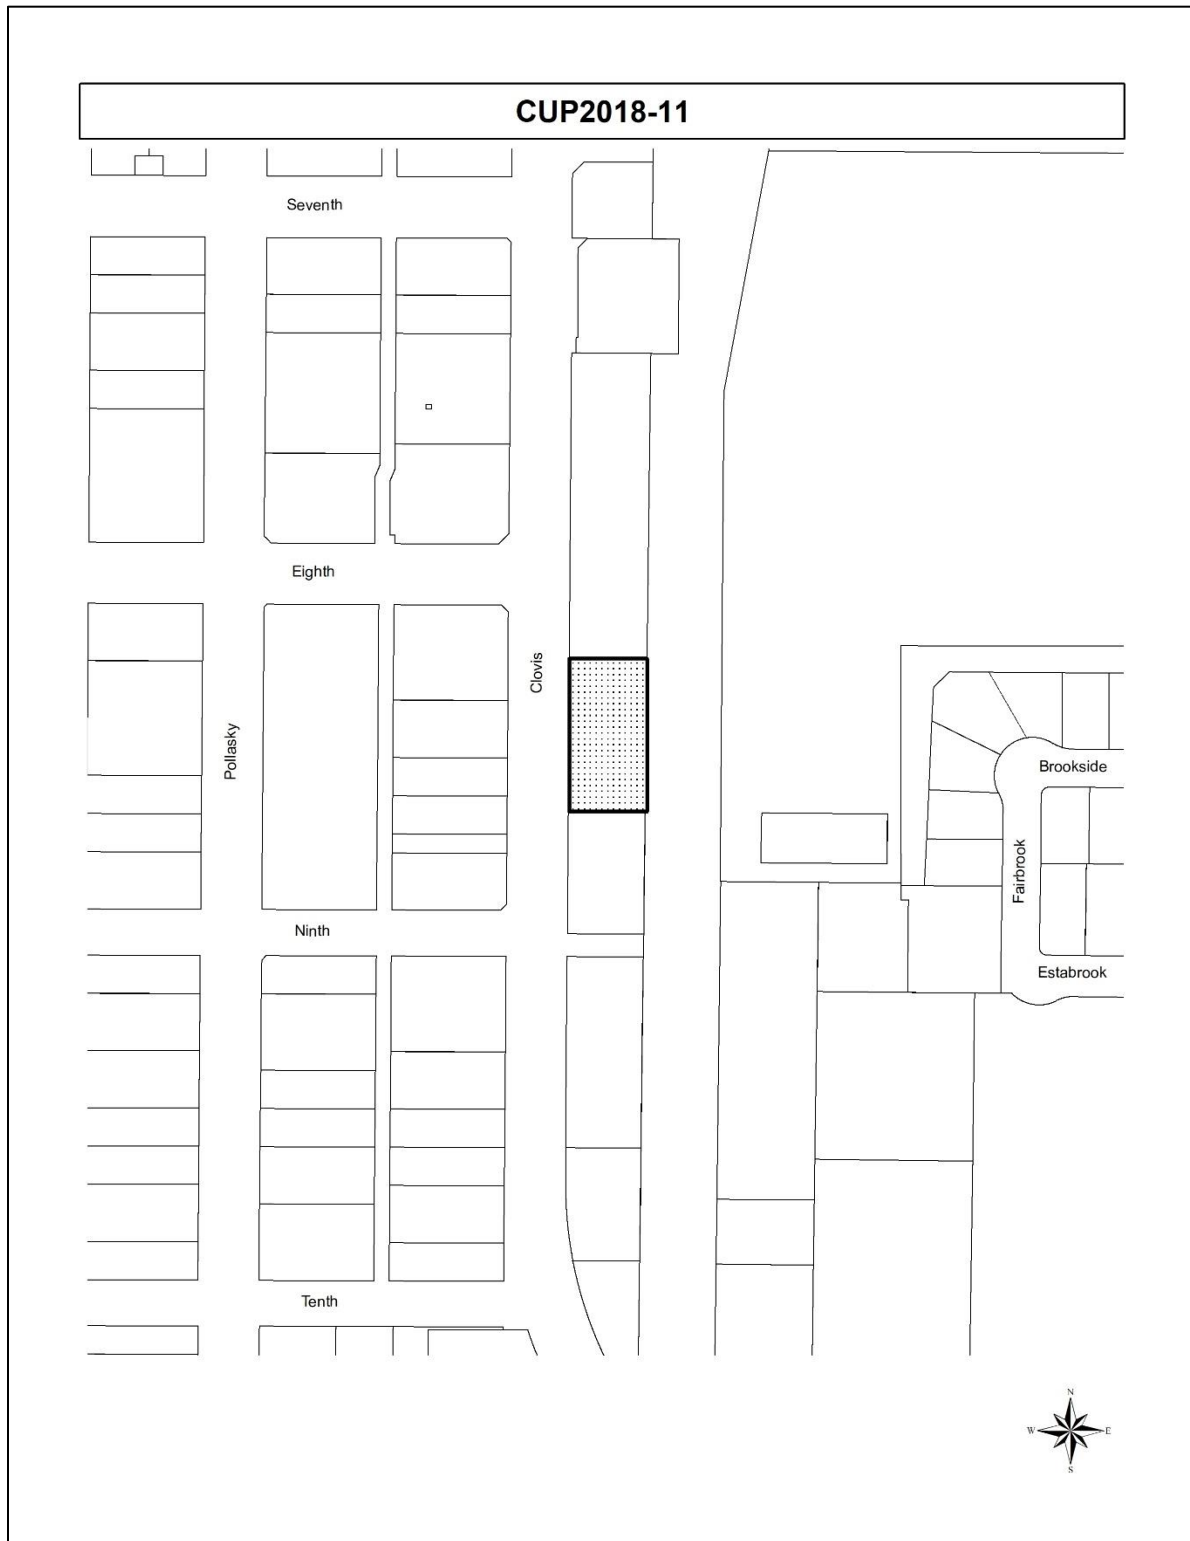 CUP2018-11
Seventh
Eighth
Clovis
Pollasky
Brookside
Fairbrook
Ninth
Estabrook
Tenth
N
W
E
S